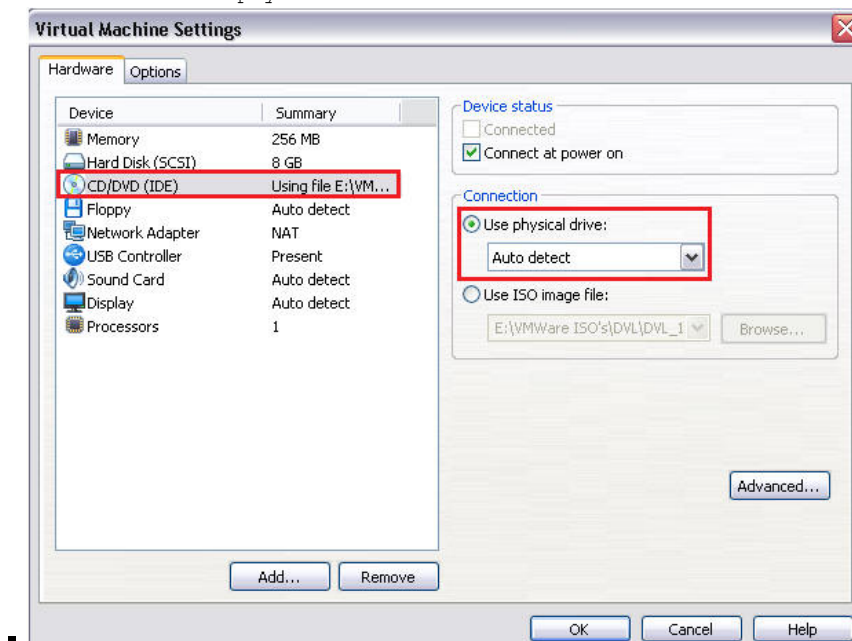 Virtual Machine Settings
Hardware Options
Device Summary
Memory 256 MB
Hard Disk (SCSI) 8 GB
CD/DVD (IDE) Using file E:\VM...
Floppy Auto detect
Network Adapter NAT
USB Controller Present
Sound Card Auto detect
Display Auto detect
Processors 1
Add... Remove
Device status
Connected
Connect at power on
Connection
Use physical drive:
Auto detect
Use ISO image file:
E:\VMWare ISO's\DVL\DVL_1 Browse...
Advanced...
OK Cancel Help